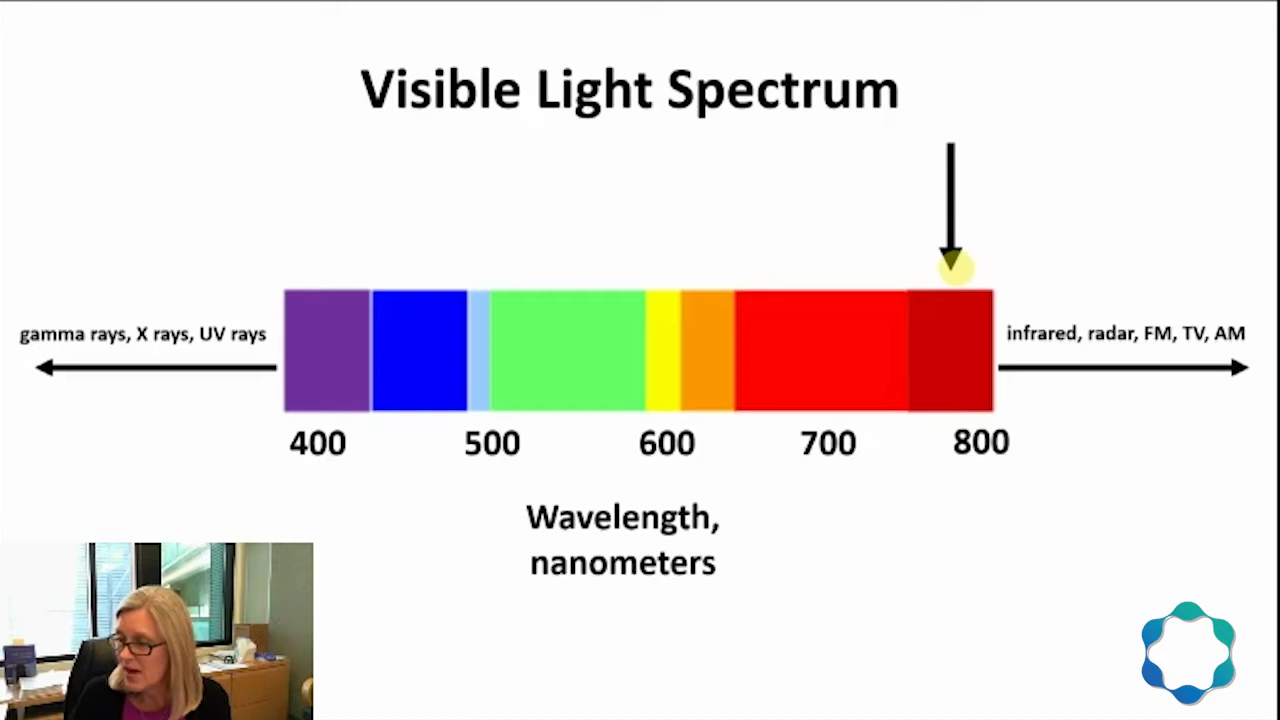 Visible Light Spectrum
gamma rays, X rays, UV rays
infrared, radar, FM, TV, AM
400 500 600 700 800
Wavelength,
nanometers